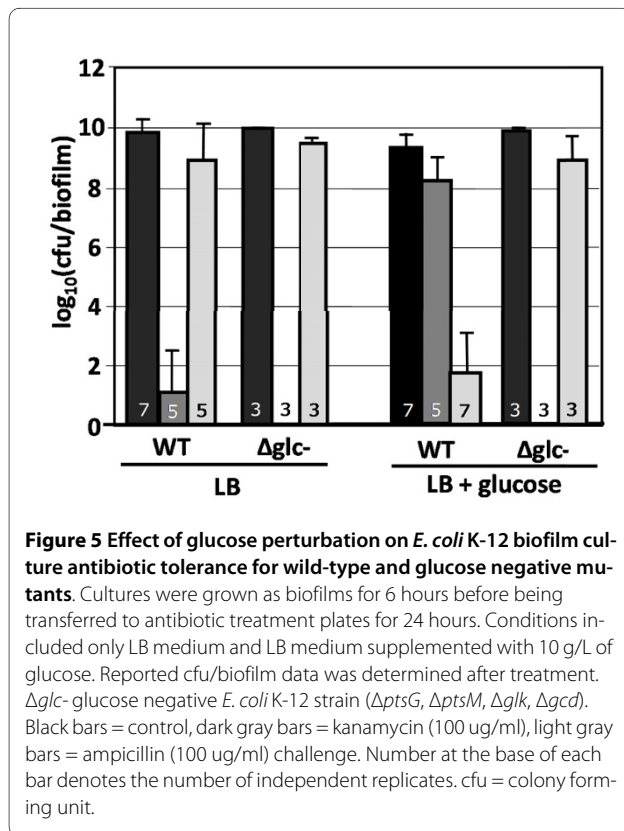 12
10
8
6
4
2
0
log10(cfu/biofilm)
7 5 5 3 3 3 7 5 7 3 3 3
WT Δglc- WT Δglc-
LB LB + glucose
Figure 5 Effect of glucose perturbation on E. coli K-12 biofilm cul-
ture antibiotic tolerance for wild-type and glucose negative mu-
tants. Cultures were grown as biofilms for 6 hours before being
transferred to antibiotic treatment plates for 24 hours. Conditions in-
cluded only LB medium and LB medium supplemented with 10 g/L of
glucose. Reported cfu/biofilm data was determined after treatment.
Δglc- glucose negative E. coli K-12 strain (ΔptsG, ΔptsM, Δglk, Δgcd).
Black bars = control, dark gray bars = kanamycin (100 ug/ml), light gray
bars = ampicillin (100 ug/ml) challenge. Number at the base of each
bar denotes the number of independent replicates. cfu = colony form-
ing unit.